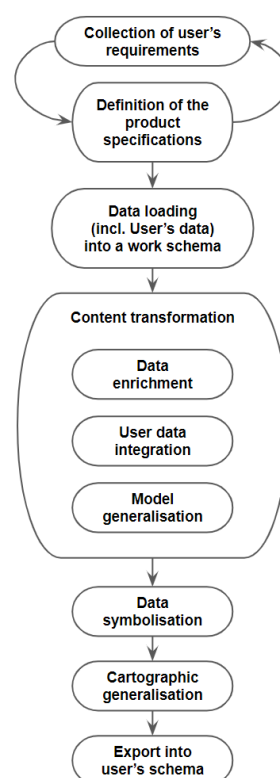 Collection of user's
requirements
Definition of the
product
specifications
Data loading
(incl. User's data)
into a work schema
Content transformation
Data
enrichment
User data
integration
Model
generalisation
Data
symbolisation
Cartographic
generalisation
Export into
user's schema